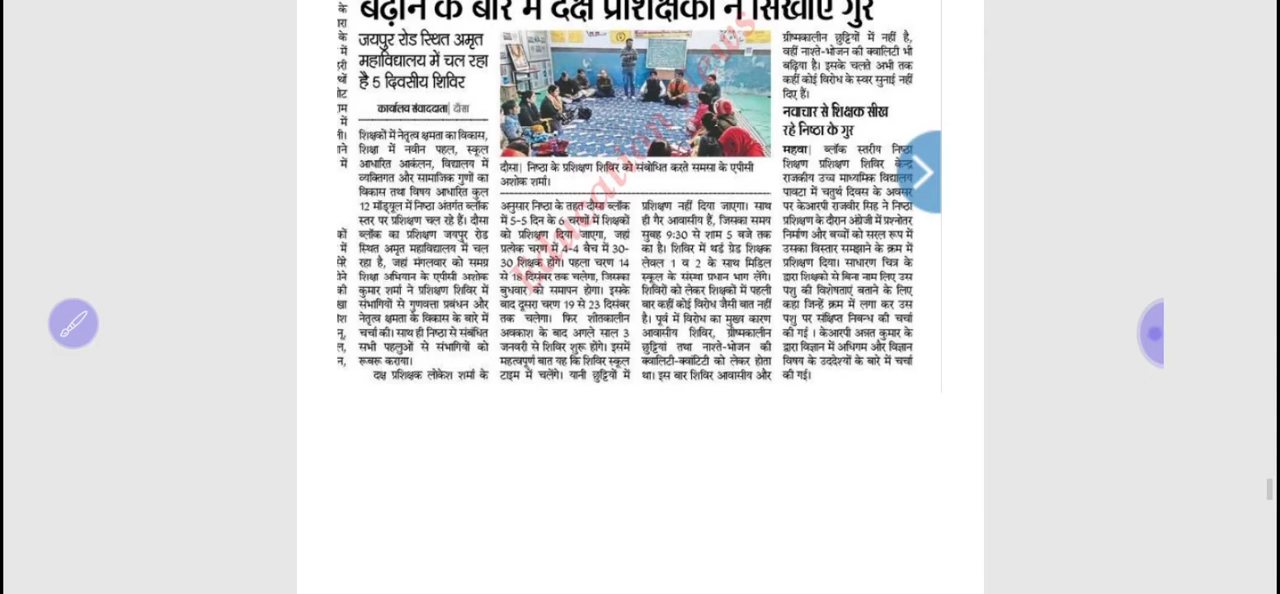 के
रा
के
में
री
थों
ोट
ाम
में
ी।
ाने
में
कों
में
ेरे
ोने
की
खा
ेश
नू,
ल,
न,
बढ़ाने के बारे में दक्ष प्रशिक्षकों ने सिखाए गुर
जयपुर रोड स्थित अमृत
महाविद्यालय में चल रहा
है 5 दिवसीय शिविर
कार्यालय संवाददाता| दौसा
शिक्षकों में नेतृत्व क्षमता का विकास,
शिक्षा में नवीन पहल, स्कूल
आधारित आकंलन, विद्यालय में
व्यक्तिगत और सामाजिक गुणों का
विकास तथा विषय आधारित कुल
12 मॉड्यूल में निष्ठा अंतर्गत ब्लॉक
स्तर पर प्रशिक्षण चल रहे हैं। दौसा
ब्लॉक का प्रशिक्षण जयपुर रोड
स्थित अमृत महाविद्यालय में चल
रहा है, जहां मंगलवार को समग्र
शिक्षा अभियान के एपीसी अशोक
कुमार शर्मा ने प्रशिक्षण शिविर में
संभागियों से गुणवत्ता प्रबंधन और
नेतृत्व क्षमता के विकास के बारे में
चर्चा की। साथ ही निष्ठा से संबंधित
सभी पहलुओं से संभागियों को
रूबरू कराया।
दक्ष प्रशिक्षक लोकेश शर्मा के
दौसा| निष्ठा के प्रशिक्षण शिविर को संबोधित करते समसा के एपीसी
अशोक शर्मा।
अनुसार निष्ठा के तहत दौसा ब्लॉक
में 5-5 दिन के 6 चरणों में शिक्षकों
को प्रशिक्षण दिया जाएगा, जहां
प्रत्येक चरण में 4-4 बैच में 30-
30 शिक्षक होंगे। पहला चरण 14
से 18 दिसंबर तक चलेगा, जिसका
बुधवार को समापन होगा। इसके
बाद दूसरा चरण 19 से 23 दिसंबर
तक चलेगा। फिर शीतकालीन
अवकाश के बाद अगले साल 3
जनवरी से शिविर शुरू होंगे। इसमें
महत्वपूर्ण बात यह कि शिविर स्कूल
टाइम में चलेंगे। यानी छुट्टियों में
प्रशिक्षण नहीं दिया जाएगा। साथ
ही गैर आवासीय हैं, जिसका समय
सुबह 9:30 से शाम 5 बजे तक
का है। शिविर में थर्ड ग्रेड शिक्षक
लेवल 1 व 2 के साथ मिडिल
स्कूल के संस्था प्रधान भाग लेंगे।
शिविरों को लेकर शिक्षकों में पहली
बार कहीं कोई विरोध जैसी बात नहीं
है। पूर्व में विरोध का मुख्य कारण
आवासीय शिविर, ग्रीष्मकालीन
छुट्टियां तथा नाश्ते-भोजन की
क्वालिटी-क्वांटिटी को लेकर होता
था। इस बार शिविर आवासीय और
ग्रीष्मकालीन छुट्टियों में नहीं है,
वहीं नाश्ते-भोजन की क्वालिटी भी
बढ़िया है। इसके चलते अभी तक
कहीं कोई विरोध के स्वर सुनाई नहीं
दिए हैं।
नवाचार से शिक्षक सीख
रहे निष्ठा के गुर
महवा| ब्लॉक स्तरीय निष्ठा
शिक्षण प्रशिक्षण शिविर केन्द्र
राजकीय उच्च माध्यमिक विद्यालय
पावटा में चतुर्थ दिवस के अवसर
पर केआरपी राजवीर सिंह ने निष्ठा
प्रशिक्षण के दौरान अंग्रेजी में प्रश्नोतर
निर्माण और बच्चों को सरल रूप में
उसका विस्तार समझाने के क्रम में
प्रशिक्षण दिया। साधारण चित्र के
द्वारा शिक्षकों से बिना नाम लिए उस
पशु की विशेषताएं बताने के लिए
कहा जिन्हें क्रम में लगा कर उस
पशु पर संक्षिप्त निबन्ध की चर्चा
की गई । केआरपी अन्नत कुमार के
द्वारा विज्ञान में अधिगम और विज्ञान
विषय के उददेश्यों के बारे में चर्चा
की गई।
Education News